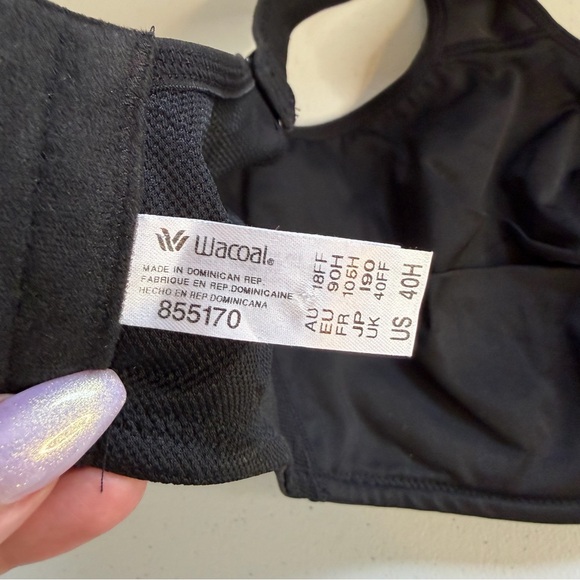 Wacoal®
MADE IN DOMINICAN REP.
FABRIQUE EN REP.DOMINICAINE
HECHO EN REP.DOMINICANA
855170
AU 18FF
EU 90H
FR 105H
JP I90
UK 40FF
US 40H